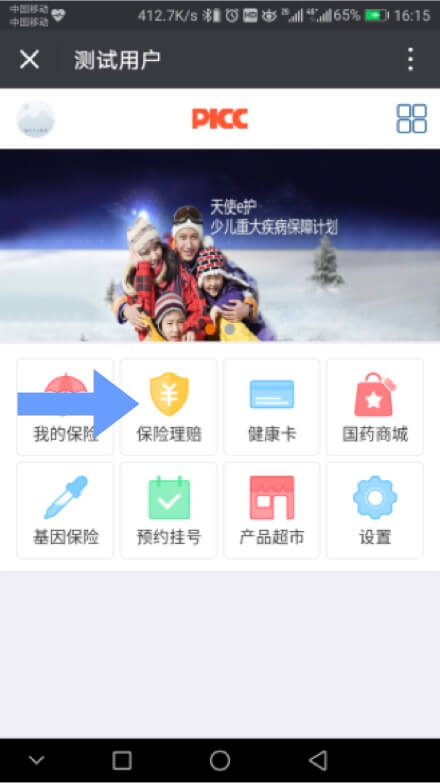 中国移动
中国移动
412.7K/s
HD
2G
4G
65%
16:15
测试用户
PICC
天使e护
少儿重大疾病保障计划
¥
我的保险
保险理赔
健康卡
国药商城
基因保险
预约挂号
产品超市
设置